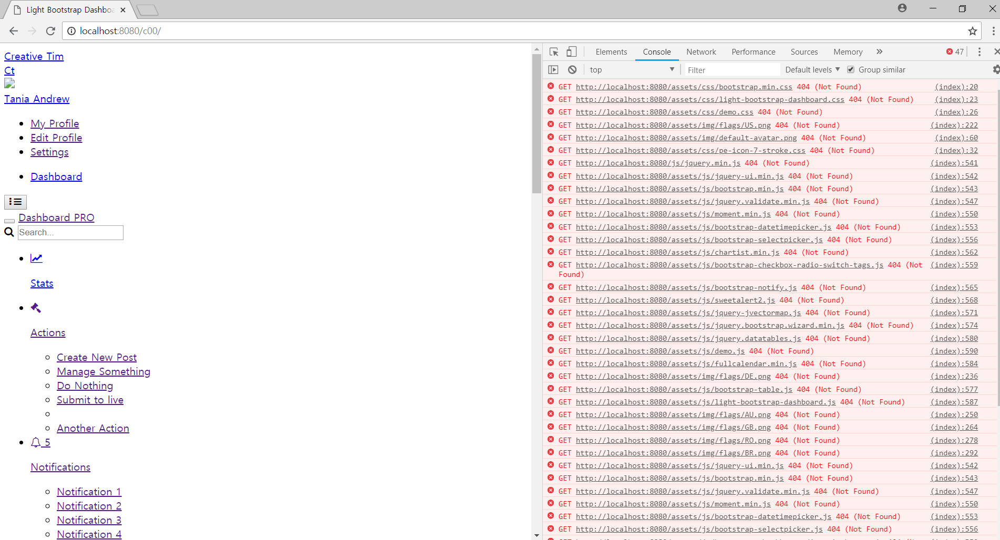 Light Bootstrap Dashboa
localhost:8080/c00/
Creative Tim
Ct
Tania Andrew
My Profile
Edit Profile
Settings
Dashboard
Dashboard PRO
Search...
Stats
Actions
Create New Post
Manage Something
Do Nothing
Submit to live
Another Action
5
Notifications
Notification 1
Notification 2
Notification 3
Notification 4
Elements Console Network Performance Sources Memory » 47
top Filter Default levels Group similar
GET http://localhost:8080/assets/css/bootstrap.min.css 404 (Not Found) (index):20
GET http://localhost:8080/assets/css/light-bootstrap-dashboard.css 404 (Not Found) (index):23
GET http://localhost:8080/assets/css/demo.css 404 (Not Found) (index):26
GET http://localhost:8080/assets/img/flags/US.png 404 (Not Found) (index):222
GET http://localhost:8080/assets/img/default-avatar.png 404 (Not Found) (index):60
GET http://localhost:8080/assets/css/pe-icon-7-stroke.css 404 (Not Found) (index):32
GET http://localhost:8080/js/jquery.min.js 404 (Not Found) (index):541
GET http://localhost:8080/assets/js/jquery-ui.min.js 404 (Not Found) (index):542
GET http://localhost:8080/assets/js/bootstrap.min.js 404 (Not Found) (index):543
GET http://localhost:8080/assets/js/jquery.validate.min.js 404 (Not Found) (index):547
GET http://localhost:8080/assets/js/moment.min.js 404 (Not Found) (index):550
GET http://localhost:8080/assets/js/bootstrap-datetimepicker.js 404 (Not Found) (index):553
GET http://localhost:8080/assets/js/bootstrap-selectpicker.js 404 (Not Found) (index):556
GET http://localhost:8080/assets/js/chartist.min.js 404 (Not Found) (index):562
GET http://localhost:8080/assets/js/bootstrap-checkbox-radio-switch-tags.js 404 (Not (index):559
Found)
GET http://localhost:8080/assets/js/bootstrap-notify.js 404 (Not Found) (index):565
GET http://localhost:8080/assets/js/sweetalert2.js 404 (Not Found) (index):568
GET http://localhost:8080/assets/js/jquery-jvectormap.js 404 (Not Found) (index):571
GET http://localhost:8080/assets/js/jquery.bootstrap.wizard.min.js 404 (Not Found) (index):574
GET http://localhost:8080/assets/js/jquery.datatables.js 404 (Not Found) (index):580
GET http://localhost:8080/assets/js/demo.js 404 (Not Found) (index):590
GET http://localhost:8080/assets/js/fullcalendar.min.js 404 (Not Found) (index):584
GET http://localhost:8080/assets/img/flags/DE.png 404 (Not Found) (index):236
GET http://localhost:8080/assets/js/bootstrap-table.js 404 (Not Found) (index):577
GET http://localhost:8080/assets/js/light-bootstrap-dashboard.js 404 (Not Found) (index):587
GET http://localhost:8080/assets/img/flags/AU.png 404 (Not Found) (index):250
GET http://localhost:8080/assets/img/flags/GB.png 404 (Not Found) (index):264
GET http://localhost:8080/assets/img/flags/RO.png 404 (Not Found) (index):278
GET http://localhost:8080/assets/img/flags/BR.png 404 (Not Found) (index):292
GET http://localhost:8080/assets/js/jquery-ui.min.js 404 (Not Found) (index):542
GET http://localhost:8080/assets/js/bootstrap.min.js 404 (Not Found) (index):543
GET http://localhost:8080/assets/js/jquery.validate.min.js 404 (Not Found) (index):547
GET http://localhost:8080/assets/js/moment.min.js 404 (Not Found) (index):550
GET http://localhost:8080/assets/js/bootstrap-datetimepicker.js 404 (Not Found) (index):553
GET http://localhost:8080/assets/js/bootstrap-selectpicker.js 404 (Not Found) (index):556